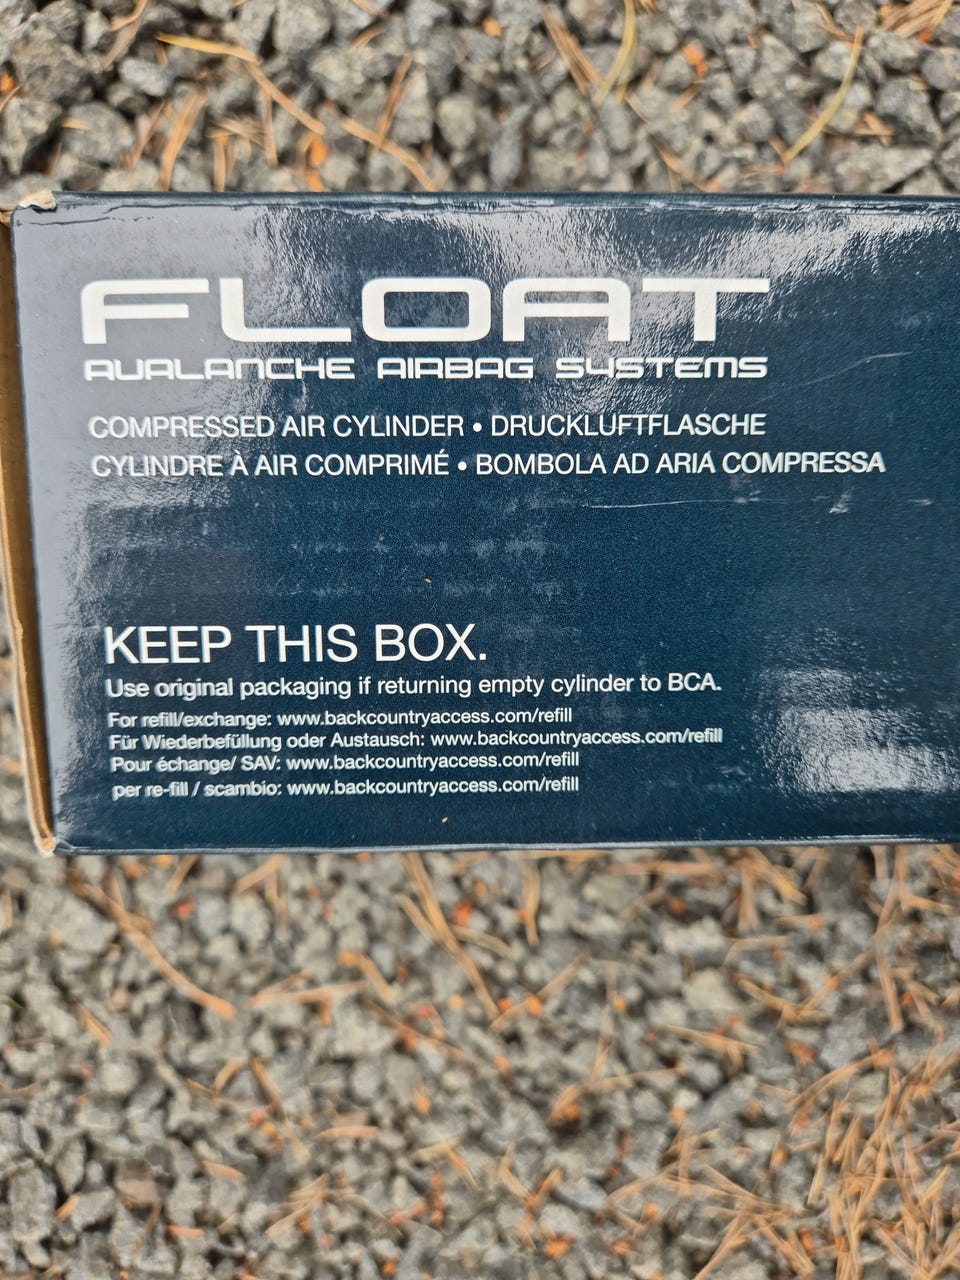 FLOAT
AVALANCHE AIRBAG SYSTEMS
COMPRESSED AIR CYLINDER • DRUCKLUFTFLASCHE
CYLINDRE À AIR COMPRIMÉ • BOMBOLA AD ARIA COMPRESSA
KEEP THIS BOX.
Use original packaging if returning empty cylinder to BCA.
For refill/exchange: www.backcountryaccess.com/refill
Für Wiederbefüllung oder Austausch: www.backcountryaccess.com/refill
Pour échange/ SAV: www.backcountryaccess.com/refill
per re-fill / scambio: www.backcountryaccess.com/refill